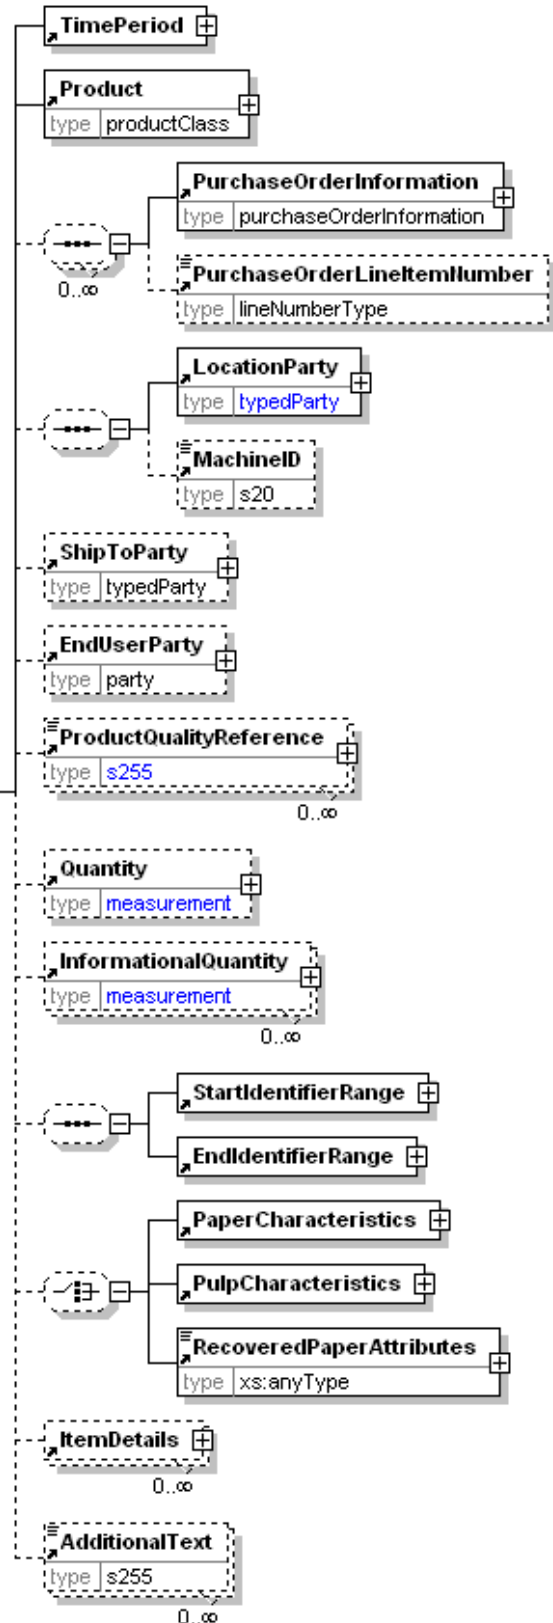 TimePeriod
Product
type productClass
PurchaseOrderInformation
type purchaseOrderInformation
0..∞
PurchaseOrderLineItemNumber
type lineNumberType
LocationParty
type typedParty
MachineID
type s20
ShipToParty
type typedParty
EndUserParty
type party
ProductQualityReference
type s255
0..∞
Quantity
type measurement
InformationalQuantity
type measurement
0..∞
StartIdentifierRange
EndIdentifierRange
PaperCharacteristics
PulpCharacteristics
RecoveredPaperAttributes
type xs:anyType
ItemDetails
0..∞
AdditionalText
type s255
0..∞